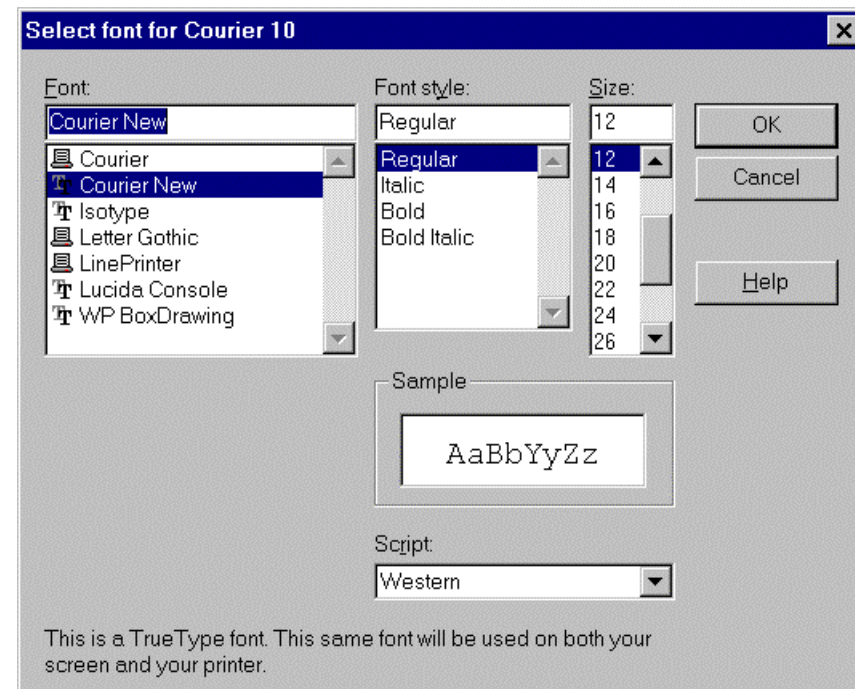 Select font for Courier 10
Font:
Courier New
Courier
Courier New
Isotype
Letter Gothic
LinePrinter
Lucida Console
WP BoxDrawing
Font style:
Regular
Regular
Italic
Bold
Bold Italic
Size:
12
12
14
16
18
20
22
24
26
OK
Cancel
Help
Sample
AaBbYyZz
Script:
Western
This is a TrueType font. This same font will be used on both your
screen and your printer.